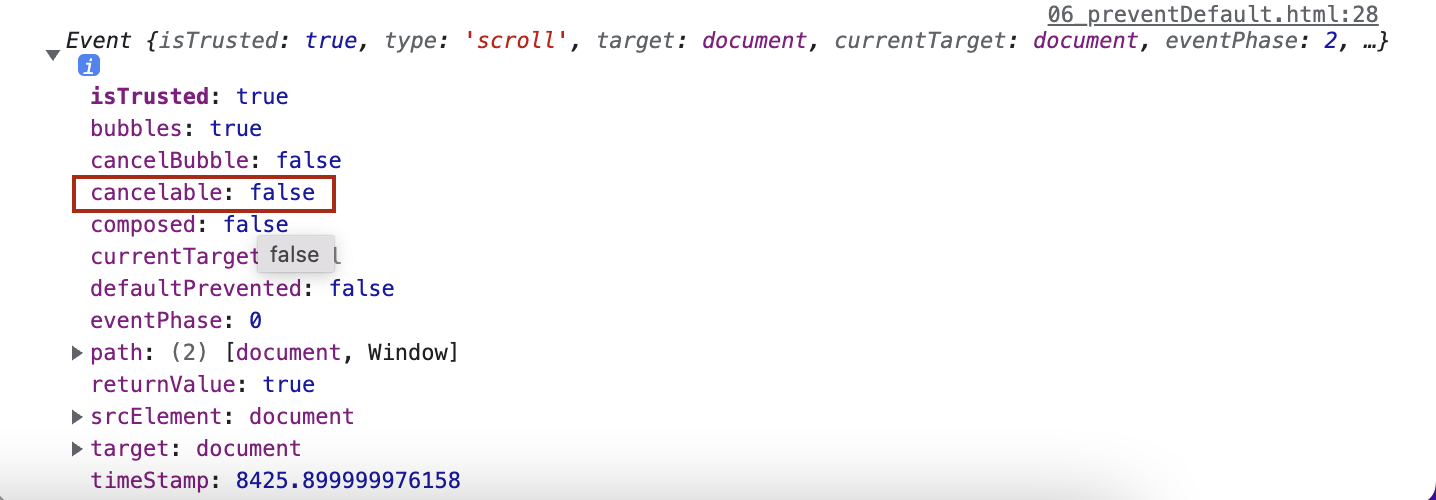 06_preventDefault.html:28
Event {isTrusted: true, type: 'scroll', target: document, currentTarget: document, eventPhase: 2, …}
i
isTrusted: true
bubbles: true
cancelBubble: false
cancelable: false
composed: false
currentTarget
false
defaultPrevented: false
eventPhase: 0
path: (2) [document, Window]
returnValue: true
srcElement: document
target: document
timeStamp: 8425.899999976158